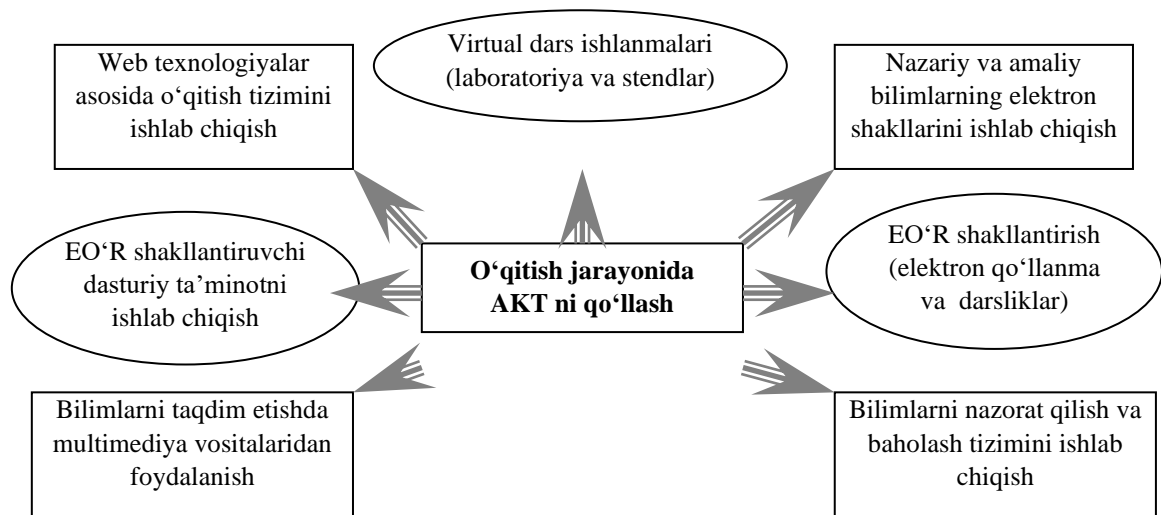 Virtual dars ishlanmalari
(laboratoriya va stendlar)
Web texnologiyalar
asosida o‘qitish tizimini
ishlab chiqish
Nazariy va amaliy
bilimlarning elektron
shakllarini ishlab chiqish
EO‘R shakllantiruvchi
dasturiy ta’minotni
ishlab chiqish
O‘qitish jarayonida
AKT ni qo‘llash
EO‘R shakllantirish
(elektron qo‘llanma
va darsliklar)
Bilimlarni taqdim etishda
multimediya vositalaridan
foydalanish
Bilimlarni nazorat qilish va
baholash tizimini ishlab
chiqish